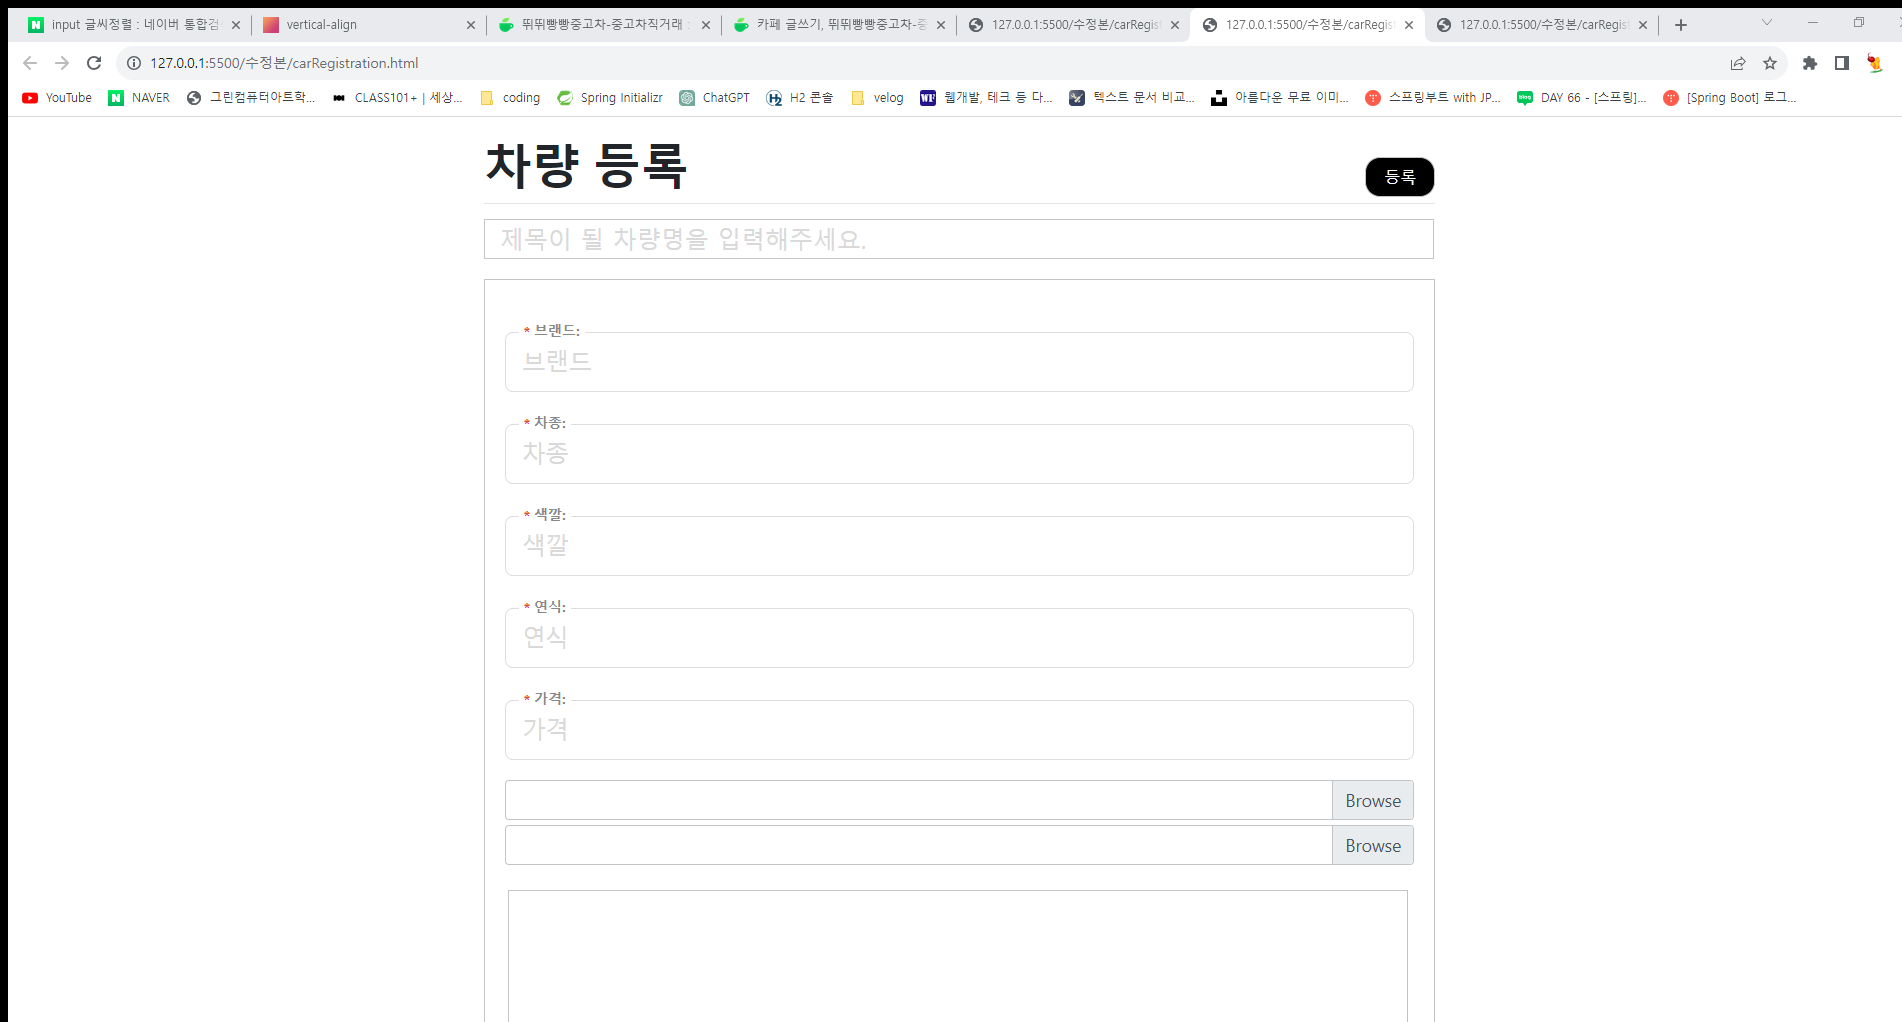 input 글씨정렬 : 네이버 통합검
vertical-align
뛰뛰빵빵중고차-중고차직거래 :
카페 글쓰기, 뛰뛰빵빵중고차-중
127.0.0.1:5500/수정본/carRegist
127.0.0.1:5500/수정본/carRegis
127.0.0.1:5500/수정본/carRegist
127.0.0.1:5500/수정본/carRegistration.html
YouTube
NAVER
그린컴퓨터아트학...
CLASS101+ | 세상...
coding
Spring Initializr
ChatGPT
H2 콘솔
velog
웹개발, 테크 등 다...
텍스트 문서 비교...
아름다운 무료 이미...
스프링부트 with JP...
DAY 66 - [스프링]...
[Spring Boot] 로그...
차량 등록
등록
제목이 될 차량명을 입력해주세요.
* 브랜드:
브랜드
* 차종:
차종
* 색깔:
색깔
* 연식:
연식
* 가격:
가격
Browse
Browse